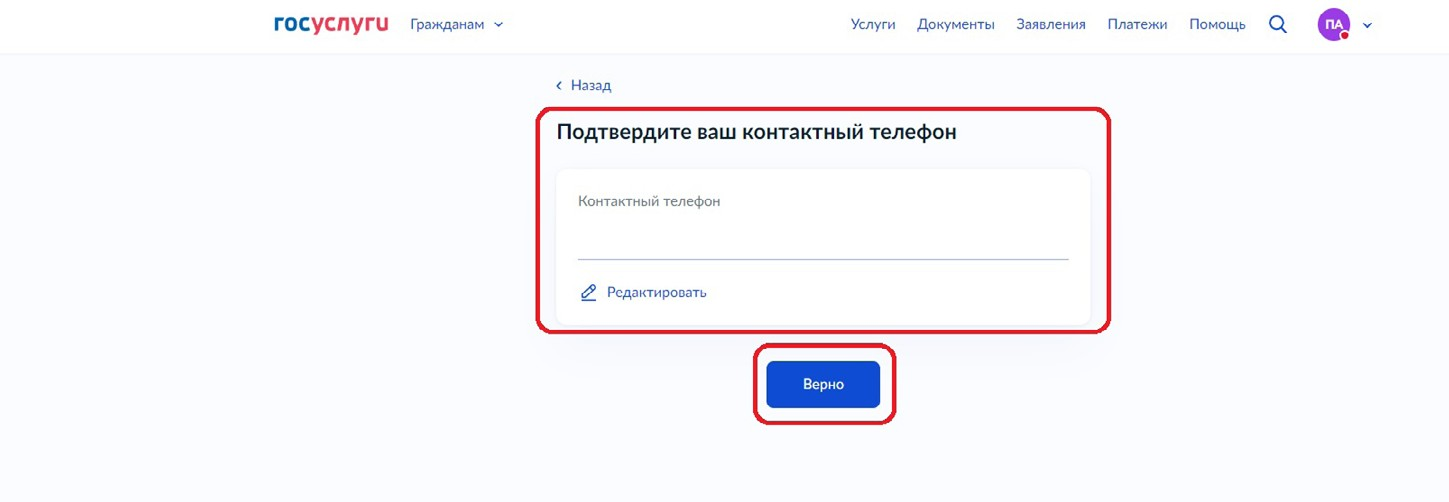 госуслуги Гражданам Услуги Документы Заявления Платежи Помощь ПА
Назад
Подтвердите ваш контактный телефон
Контактный телефон
Редактировать
Верно